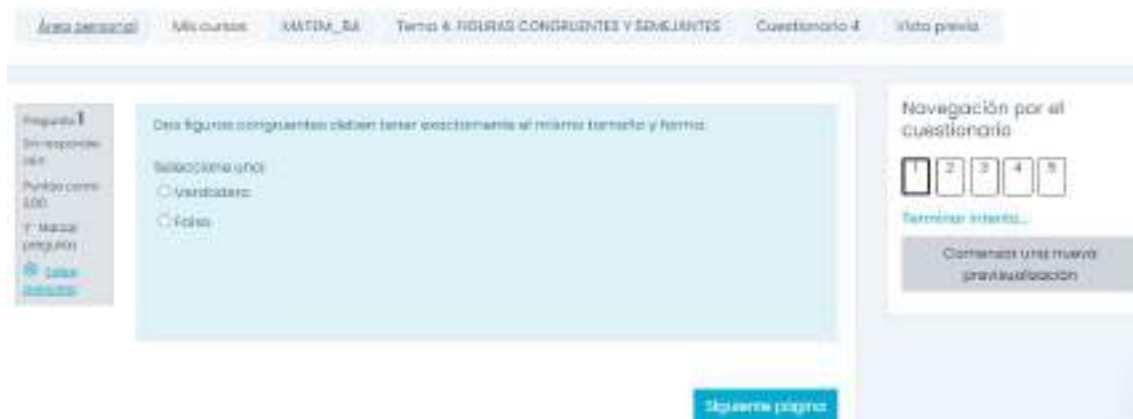 Área personal Mis cursos MATEM_8A Tema 4: FIGURAS CONGRUENTES Y SEMEJANTES Cuestionario 4 Vista previa
Pregunta 1
Sin responder
aún
Puntúa como
Marcar
pregunta
Editar
pregunta
Dos figuras congruentes deben tener exactamente el mismo tamaño y forma.
Seleccione una:
Verdadero
Falso
Siguiente página
Navegación por el
cuestionario
1 2 3 4 5
Terminar intento...
Comenzar una nueva
previsualización